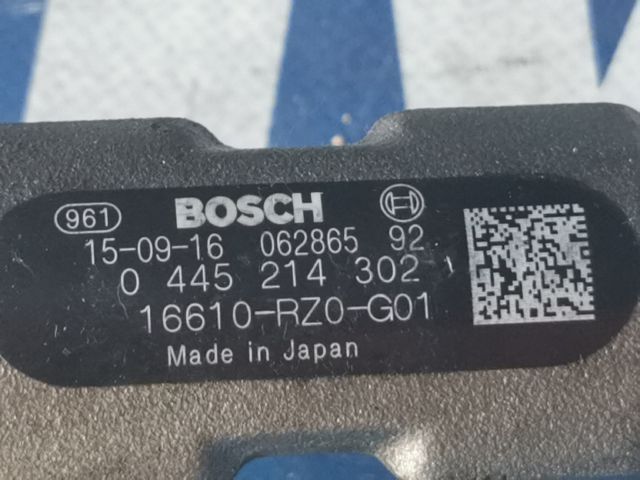 961 BOSCH
15-09-16 062865 92
0 445 214 302
16610-RZ0-G01
Made in Japan